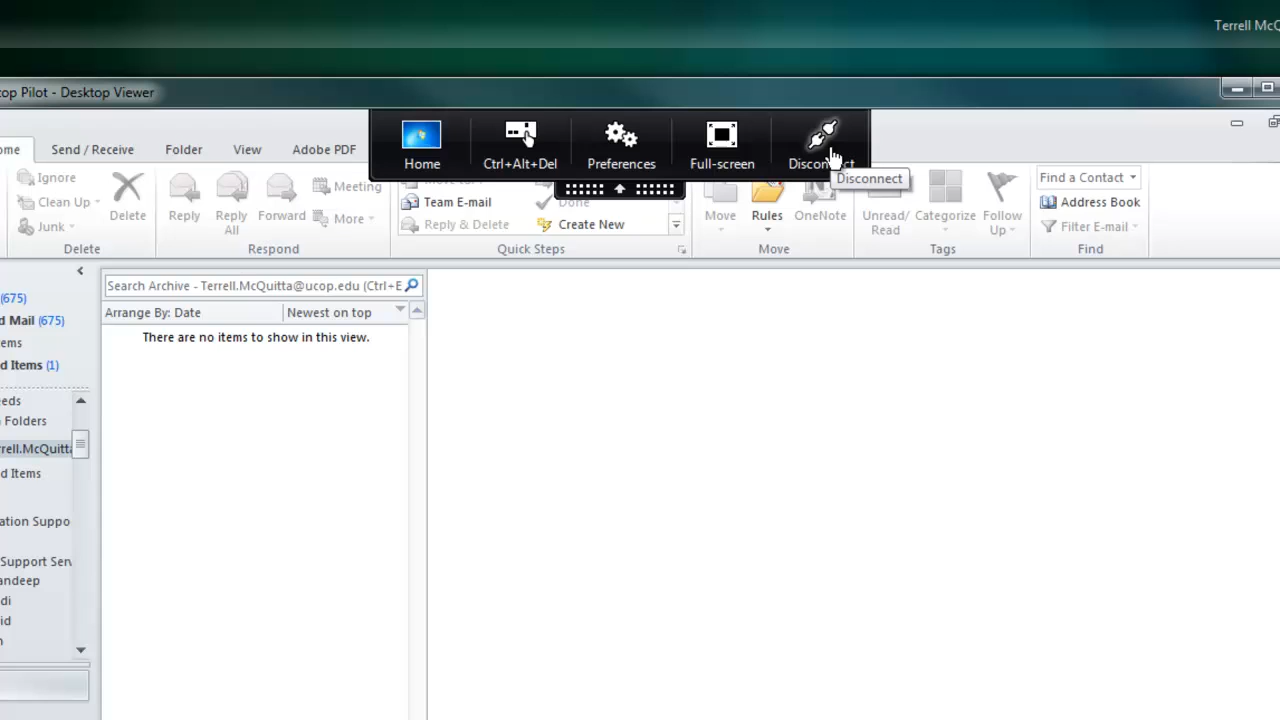 Terrell McQ
top Pilot - Desktop Viewer
Home Ctrl+Alt+Del Preferences Full-screen Disconnect
Disconnect
ome Send / Receive Folder View Adobe PDF
Ignore
Clean Up
Junk
Delete
Delete
Reply
Reply All
Forward
Meeting
More
Respond
Team E-mail
Reply & Delete
Done
Create New
Quick Steps
Move
Rules
OneNote
Move
Unread/ Read
Categorize
Follow Up
Tags
Find a Contact
Address Book
Filter E-mail
Find
(675)
d Mail (675)
ems
d Items (1)
eeds
Folders
rrell.McQuitta
d Items
ation Suppo
Support Serv
andeep
di
id
n
Search Archive - Terrell.McQuitta@ucop.edu (Ctrl+E
Arrange By: Date Newest on top
There are no items to show in this view.